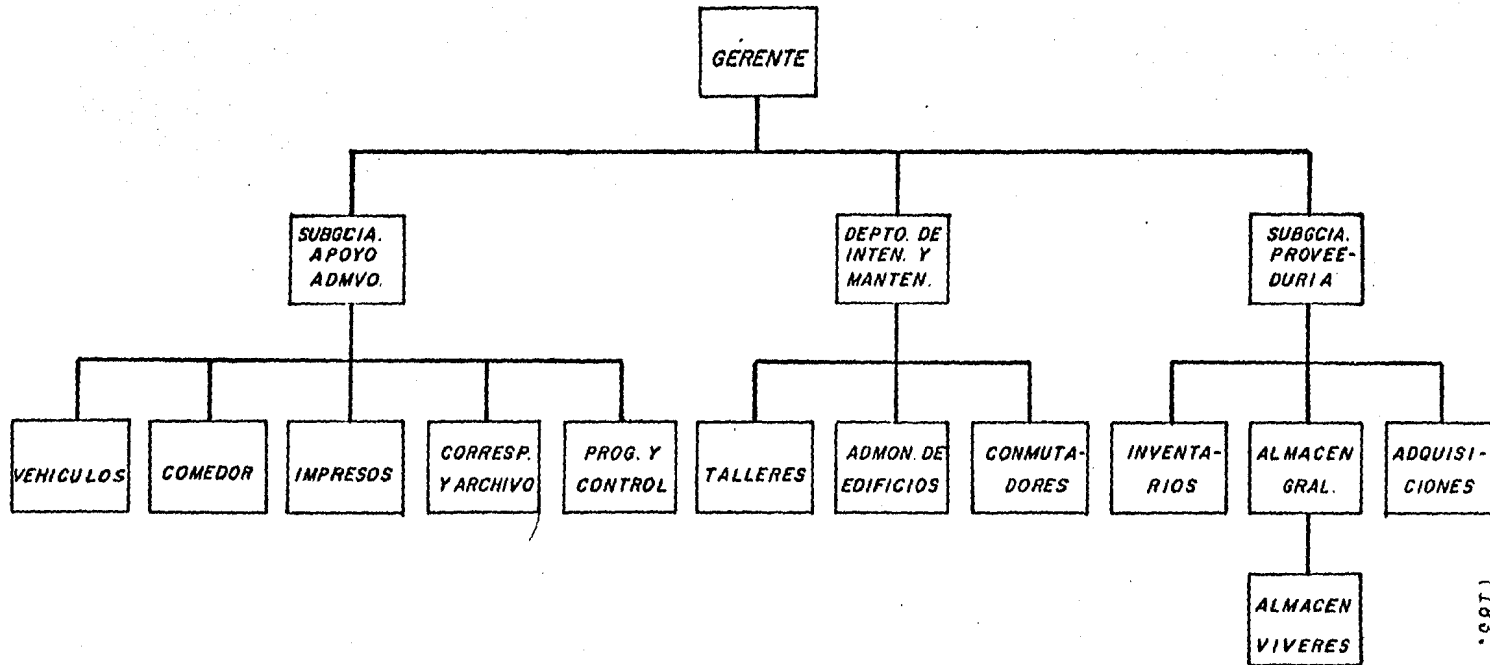 GERENTE
SUBGCIA.
APOYO
ADMVO.
DEPTO. DE
INTEN. Y
MANTEN.
SUBGCIA.
PROVEE-
DURIA
VEHICULOS
COMEDOR
IMPRESOS
CORRESP.
Y ARCHIVO
PROG. Y
CONTROL
TALLERES
ADMON. DE
EDIFICIOS
CONMUTA-
DORES
INVENTA-
RIOS
ALMACEN
GRAL.
ADQUISI-
CIONES
ALMACEN
VIVERES